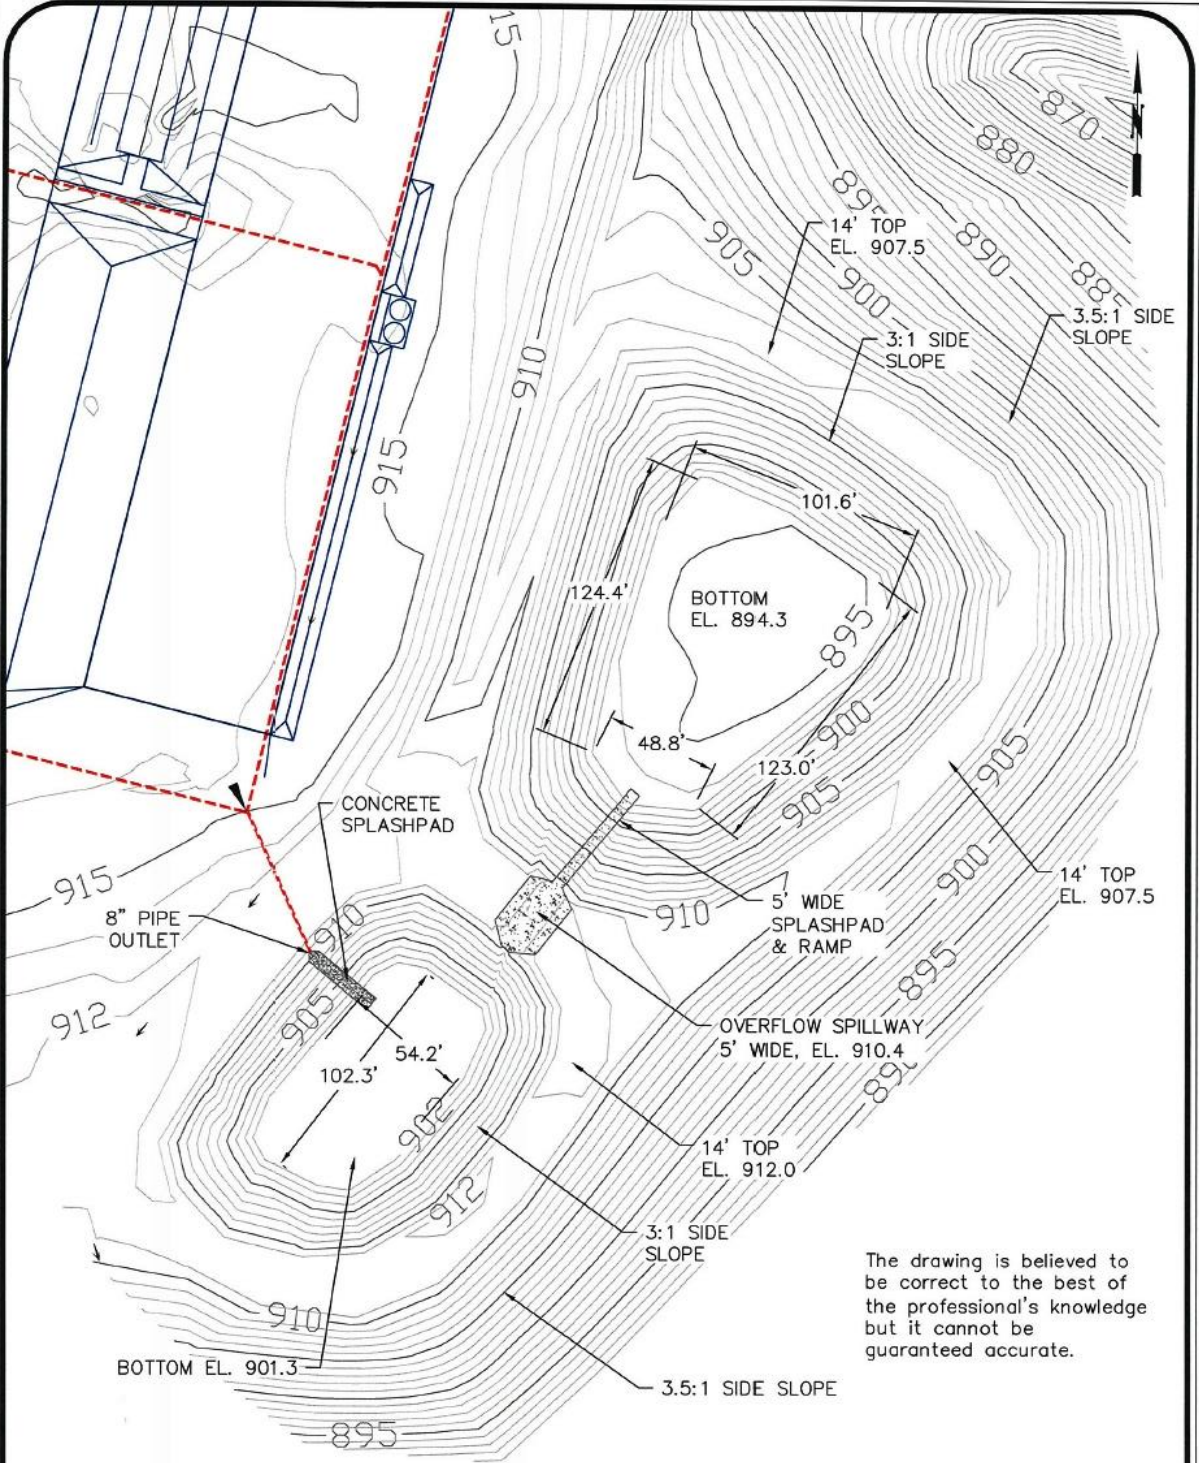 15
870
N
880
895
14' TOP
EL. 907.5
905
890
900
885
3.5:1 SIDE
SLOPE
3:1 SIDE
SLOPE
910
915
101.6'
124.4'
BOTTOM
EL. 894.3
895
48.8'
900
123.0'
905
905
CONCRETE
SPLASHPAD
915
900
14' TOP
EL. 907.5
8" PIPE
OUTLET
910
910
5' WIDE
SPLASHPAD
& RAMP
895
905
912
OVERFLOW SPILLWAY
5' WIDE, EL. 910.4
54.2'
102.3'
89
902
14' TOP
EL. 912.0
912
3:1 SIDE
SLOPE
The drawing is believed to
be correct to the best of
the professional's knowledge
but it cannot be
guaranteed accurate.
910
BOTTOM EL. 901.3
3.5:1 SIDE SLOPE
895